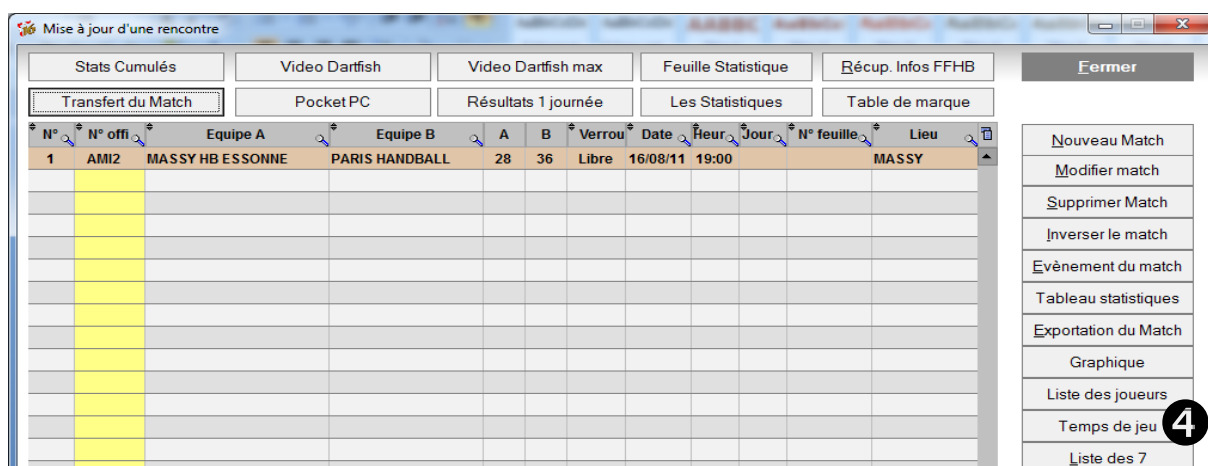 Mise à jour d'une rencontre
Stats Cumulés Video Dartfish Video Dartfish max Feuille Statistique Récup. Infos FFHB Fermer
Transfert du Match Pocket PC Résultats 1 journée Les Statistiques Table de marque
N° N° offi Equipe A Equipe B A B Verrou Date Heur Jour N° feuille Lieu
1 AMI2 MASSY HB ESSONNE PARIS HANDBALL 28 36 Libre 16/08/11 19:00 MASSY
Nouveau Match
Modifier match
Supprimer Match
Inverser le match
Evènement du match
Tableau statistiques
Exportation du Match
Graphique
Liste des joueurs
Temps de jeu 4
Liste des 7